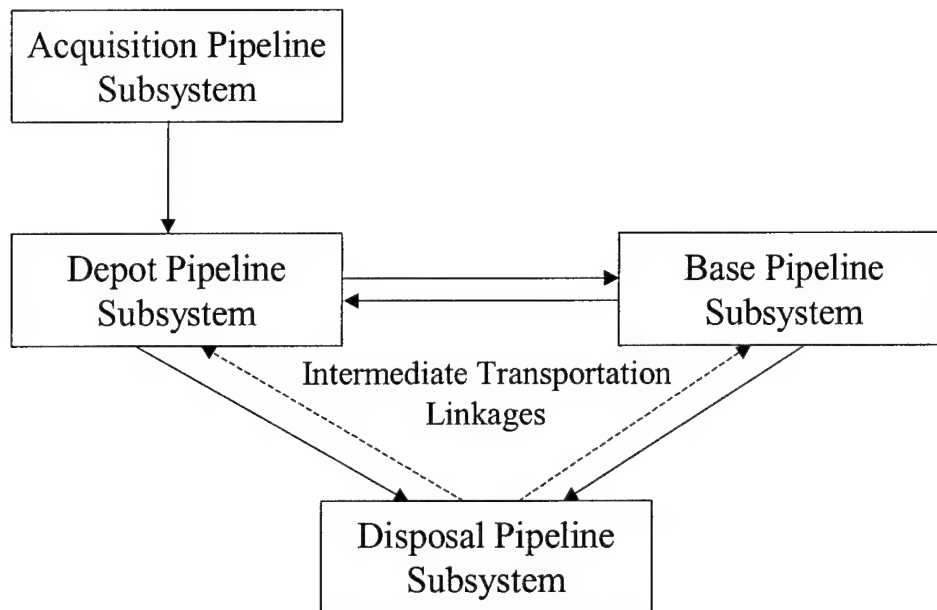 Acquisition Pipeline
Subsystem
Depot Pipeline
Subsystem
Base Pipeline
Subsystem
Intermediate Transportation
Linkages
Disposal Pipeline
Subsystem